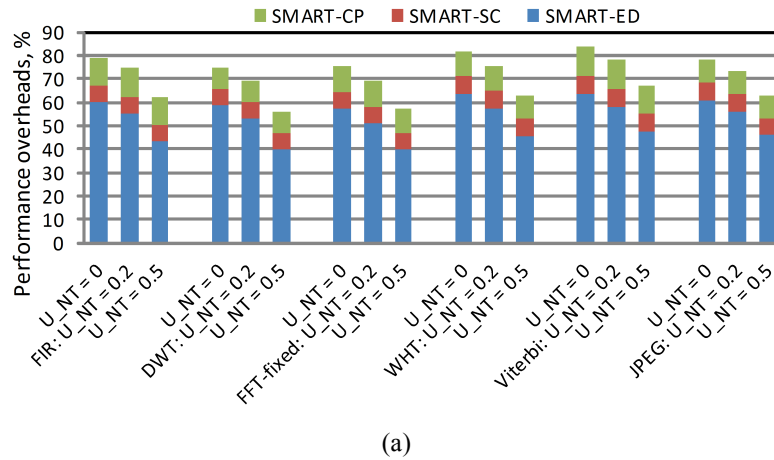 SMART-CP SMART-SC SMART-ED
Performance overheads, %
90
80
70
60
50
40
30
20
10
0
U_NT = 0
FIR: U_NT = 0.2
U_NT = 0.5
U_NT = 0
DWT: U_NT = 0.2
U_NT = 0.5
U_NT = 0
FFT-fixed: U_NT = 0.2
U_NT = 0.5
U_NT = 0
WHT: U_NT = 0.2
U_NT = 0.5
U_NT = 0
Viterbi: U_NT = 0.2
U_NT = 0.5
U_NT = 0
JPEG: U_NT = 0.2
U_NT = 0.5
(a)